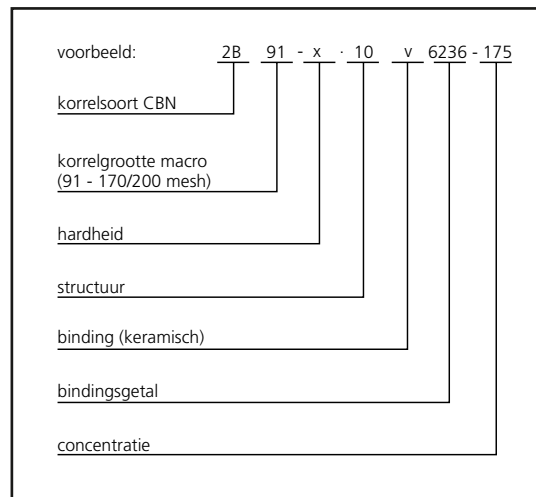 voorbeeld: 2B 91 - x · 10 v 6236 - 175
korrelsoort CBN
korrelgrootte macro
(91 - 170/200 mesh)
hardheid
structuur
binding (keramisch)
bindingsgetal
concentratie